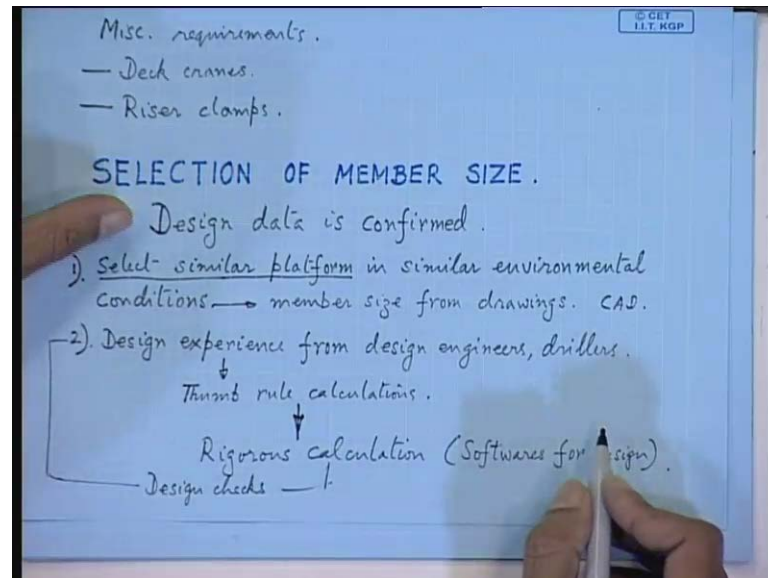 © CET
I.I.T. KGP
Misc. requirements.
— Deck cranes.
— Riser clamps.
SELECTION OF MEMBER SIZE.
Design data is confirmed.
1). Select similar platform in similar environmental
conditions → member size from drawings. CAD.
2). Design experience from design engineers, drillers.
↓
Thumb rule calculations.
↓
Rigorous calculation (Softwares for
Design checks —